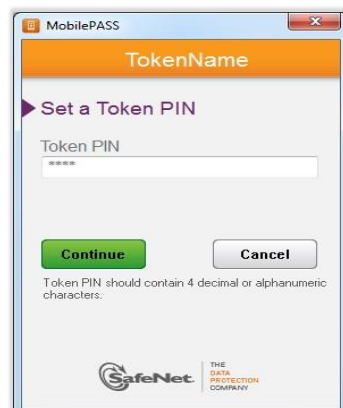 MobilePASS
TokenName
Set a Token PIN
Token PIN
****
Continue
Cancel
Token PIN should contain 4 decimal or alphanumeric
characters.
SafeNet
THE
DATA
PROTECTION
COMPANY